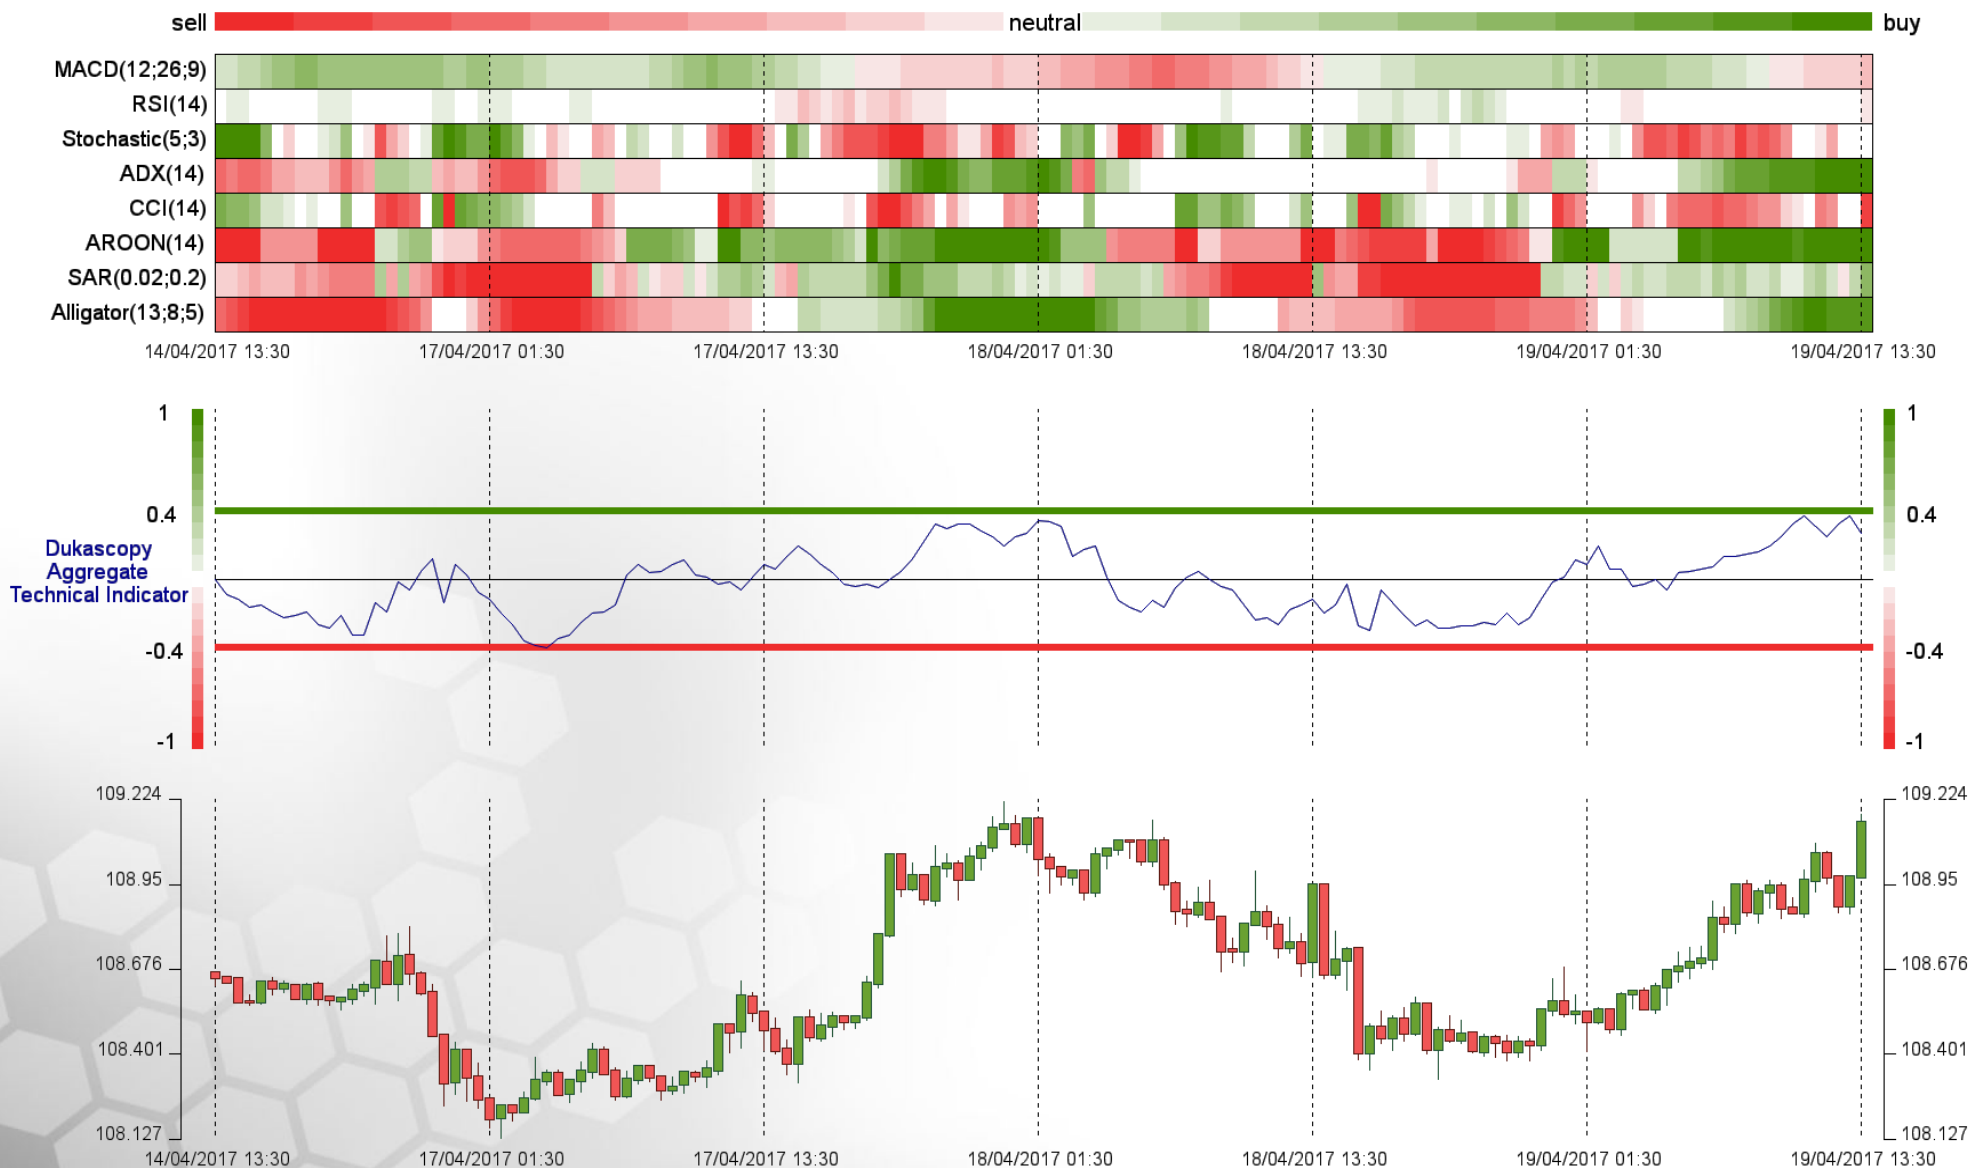 sell neutral buy
MACD(12;26;9)
RSI(14)
Stochastic(5;3)
ADX(14)
CCI(14)
AROON(14)
SAR(0.02;0.2)
Alligator(13;8;5)
14/04/2017 13:30 17/04/2017 01:30 17/04/2017 13:30 18/04/2017 01:30 18/04/2017 13:30 19/04/2017 01:30 19/04/2017 13:30
1 1
0.4 0.4
Dukascopy
Aggregate
Technical Indicator
-0.4 -0.4
-1 -1
109.224 109.224
108.95 108.95
108.676 108.676
108.401 108.401
108.127 108.127
14/04/2017 13:30 17/04/2017 01:30 17/04/2017 13:30 18/04/2017 01:30 18/04/2017 13:30 19/04/2017 01:30 19/04/2017 13:30